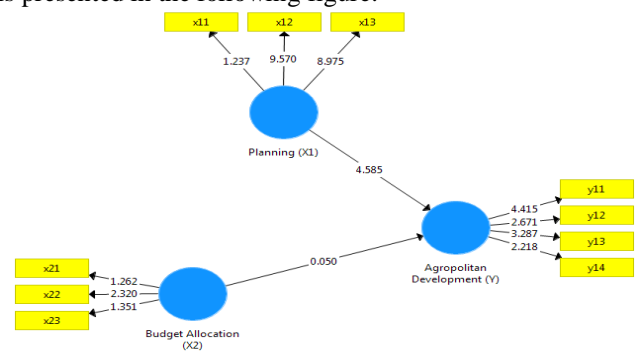 is presented in the following figure:
x11 x12 x13
1.237 9.570 8.975
Planning (X1)
4.585
y11
4.415
y12
2.671
y13
3.287
y14
2.218
Agropolitan
Development (Y)
0.050
x21
1.262
x22
2.320
x23
1.351
Budget Allocation
(X2)